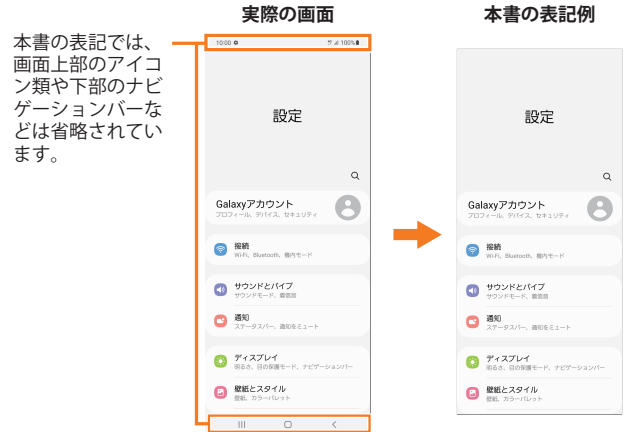 実際の画面
本書の表記例
本書の表記では、
画面上部のアイコ
ン類や下部のナビ
ゲーションバーな
どは省略されてい
ます。
10:00
100%
設定
Galaxyアカウント
プロフィール、デバイス、セキュリティ
接続
Wi-Fi、Bluetooth、機内モード
サウンドとバイブ
サウンドモード、着信音
通知
ステータスバー、通知をミュート
ディスプレイ
明るさ、目の保護モード、ナビゲーションバー
壁紙とスタイル
壁紙、カラーパレット
設定
Galaxyアカウント
プロフィール、デバイス、セキュリティ
接続
Wi-Fi、Bluetooth、機内モード
サウンドとバイブ
サウンドモード、着信音
通知
ステータスバー、通知をミュート
ディスプレイ
明るさ、目の保護モード、ナビゲーションバー
壁紙とスタイル
壁紙、カラーパレット